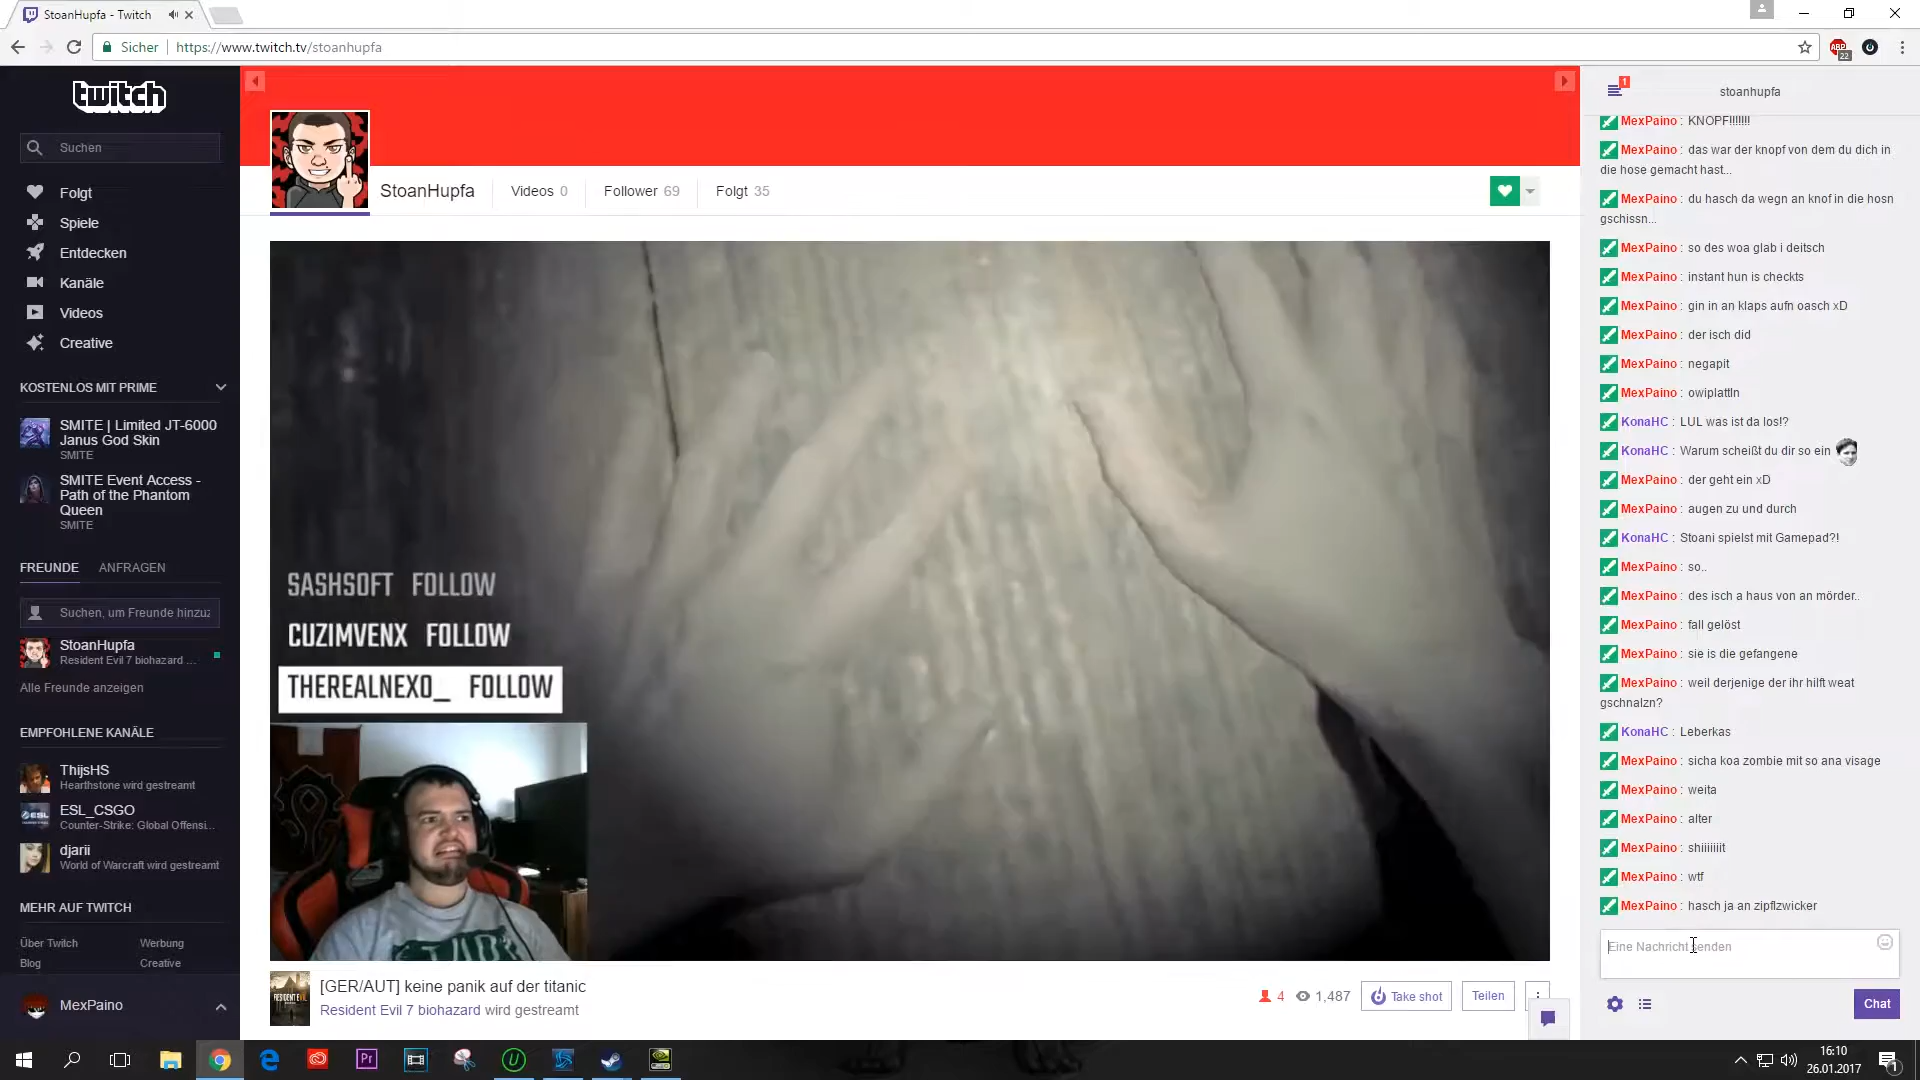 StoanHupfa - Twitch
Sicher
https://www.twitch.tv/stoanhupfa
ABP
22
twitch
Suchen
Folgt
Spiele
Entdecken
Kanäle
Videos
Creative
KOSTENLOS MIT PRIME
SMITE | Limited JT-6000
Janus God Skin
SMITE
SMITE Event Access -
Path of the Phantom
Queen
SMITE
FREUNDE ANFRAGEN
Suchen, um Freunde hinzuz
StoanHupfa
Resident Evil 7 biohazard ...
Alle Freunde anzeigen
EMPFOHLENE KANÄLE
ThijsHS
Hearthstone wird gestreamt
ESL_CSGO
Counter-Strike: Global Offensi...
djarii
World of Warcraft wird gestreamt
MEHR AUF TWITCH
Über Twitch Werbung
Blog Creative
MexPaino
StoanHupfa Videos 0 Follower 69 Folgt 35
SASHSOFT FOLLOW
CUZIMVENX FOLLOW
THEREALNEXO_ FOLLOW
RESIDENT EVIL
[GER/AUT] keine panik auf der titanic
Resident Evil 7 biohazard wird gestreamt
4 1,487 Take shot Teilen
1
stoanhupfa
MexPaino : KNOPF!!!!!!!
MexPaino : das war der knopf von dem du dich in
die hose gemacht hast...
MexPaino : du hasch da wegn an knof in die hosn
gschissn...
MexPaino : so des woa glab i deitsch
MexPaino : instant hun is checkts
MexPaino : gin in an klaps aufn oasch xD
MexPaino : der isch did
MexPaino : negapit
MexPaino : owiplattln
KonaHC : LUL was ist da los!?
KonaHC : Warum scheißt du dir so ein
MexPaino : der geht ein xD
MexPaino : augen zu und durch
KonaHC : Stoani spielst mit Gamepad?!
MexPaino : so..
MexPaino : des isch a haus von an mörder..
MexPaino : fall gelöst
MexPaino : sie is die gefangene
MexPaino : weil derjenige der ihr hilft weat
gschnalzn?
KonaHC : Leberkas
MexPaino : sicha koa zombie mit so ana visage
MexPaino : weita
MexPaino : alter
MexPaino : shiiiiiiit
MexPaino : wtf
MexPaino : hasch ja an zipflzwicker
Eine Nachricht senden
Chat
Pr
16:10
26.01.2017
1